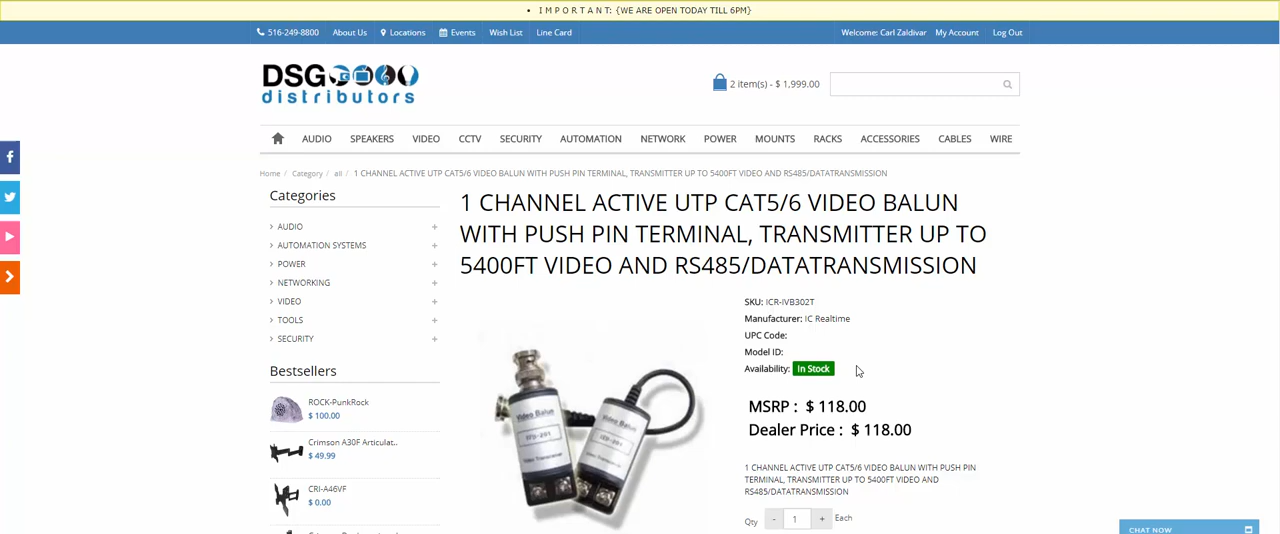 • I M P O R T A N T: {WE ARE OPEN TODAY TILL 6PM}
516-249-8800 About Us Locations Events Wish List Line Card Welcome: Carl Zaldivar My Account Log Out
DSG
distributors
2 item(s) - $ 1,999.00
AUDIO SPEAKERS VIDEO CCTV SECURITY AUTOMATION NETWORK POWER MOUNTS RACKS ACCESSORIES CABLES WIRE
Home / Category / all / 1 CHANNEL ACTIVE UTP CAT5/6 VIDEO BALUN WITH PUSH PIN TERMINAL, TRANSMITTER UP TO 5400FT VIDEO AND RS485/DATATRANSMISSION
Categories
> AUDIO +
> AUTOMATION SYSTEMS +
> POWER +
> NETWORKING +
> VIDEO +
> TOOLS +
> SECURITY +
Bestsellers
ROCK-PunkRock
$ 100.00
Crimson A30F Articulat..
$ 49.99
CRI-A46VF
$ 0.00
1 CHANNEL ACTIVE UTP CAT5/6 VIDEO BALUN
WITH PUSH PIN TERMINAL, TRANSMITTER UP TO
5400FT VIDEO AND RS485/DATATRANSMISSION
Video Balun
Video Transceiver
Video Balun
SKU: ICR-IVB302T
Manufacturer: IC Realtime
UPC Code:
Model ID:
Availability: In Stock
MSRP : $ 118.00
Dealer Price : $ 118.00
1 CHANNEL ACTIVE UTP CAT5/6 VIDEO BALUN WITH PUSH PIN
TERMINAL, TRANSMITTER UP TO 5400FT VIDEO AND
RS485/DATATRANSMISSION
Qty - 1 + Each
CHAT NOW